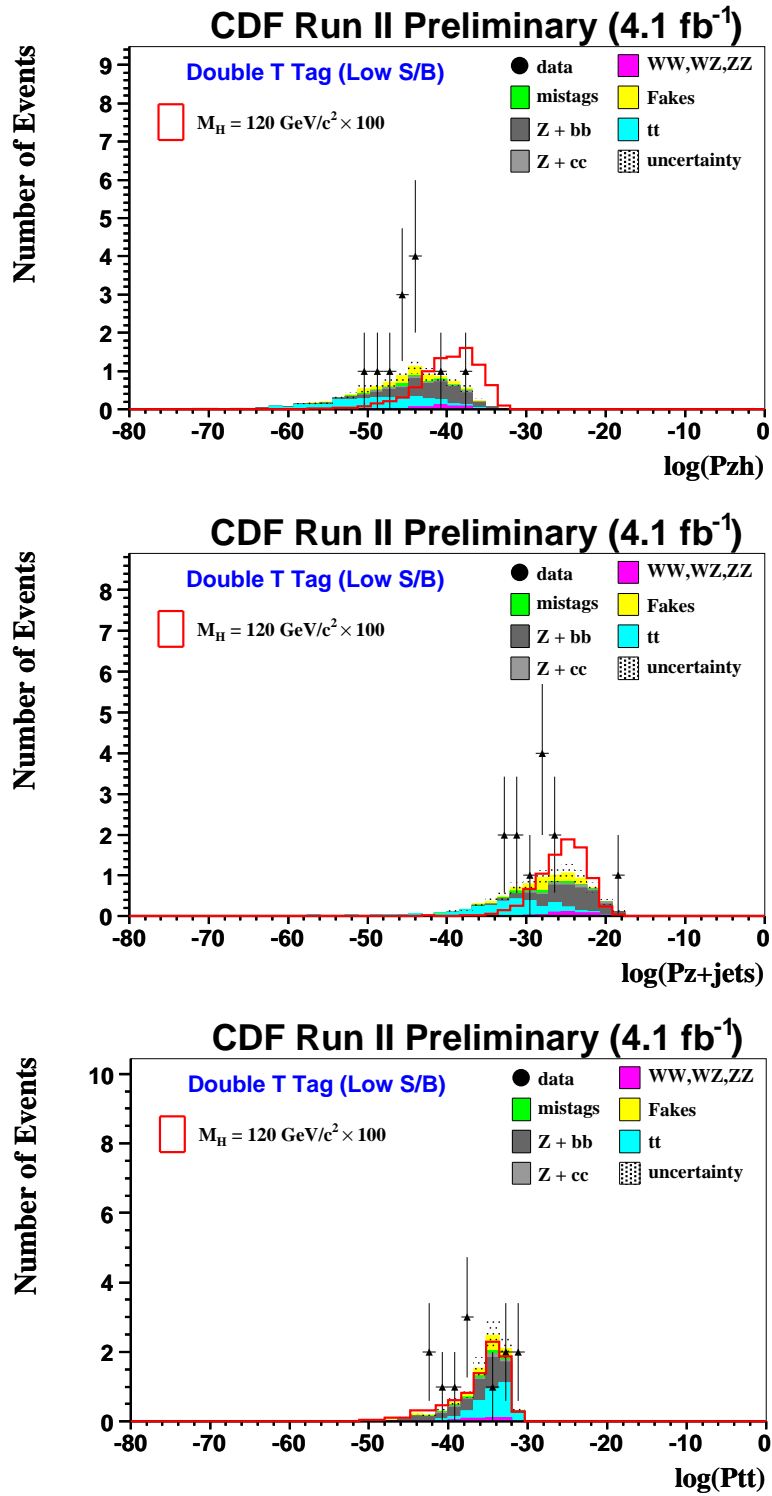 CDF Run II Preliminary (4.1 fb⁻¹)
Number of Events
Double T Tag (Low S/B)
M_H = 120 GeV/c² × 100
data
WW,WZ,ZZ
mistags
Fakes
Z + bb
tt
Z + cc
uncertainty
9
8
7
6
5
4
3
2
1
0
-80 -70 -60 -50 -40 -30 -20 -10 0
log(Pzh)
CDF Run II Preliminary (4.1 fb⁻¹)
Number of Events
Double T Tag (Low S/B)
M_H = 120 GeV/c² × 100
data
WW,WZ,ZZ
mistags
Fakes
Z + bb
tt
Z + cc
uncertainty
8
7
6
5
4
3
2
1
0
-80 -70 -60 -50 -40 -30 -20 -10 0
log(Pz+jets)
CDF Run II Preliminary (4.1 fb⁻¹)
Number of Events
Double T Tag (Low S/B)
M_H = 120 GeV/c² × 100
data
WW,WZ,ZZ
mistags
Fakes
Z + bb
tt
Z + cc
uncertainty
10
8
6
4
2
0
-80 -70 -60 -50 -40 -30 -20 -10 0
log(Ptt)